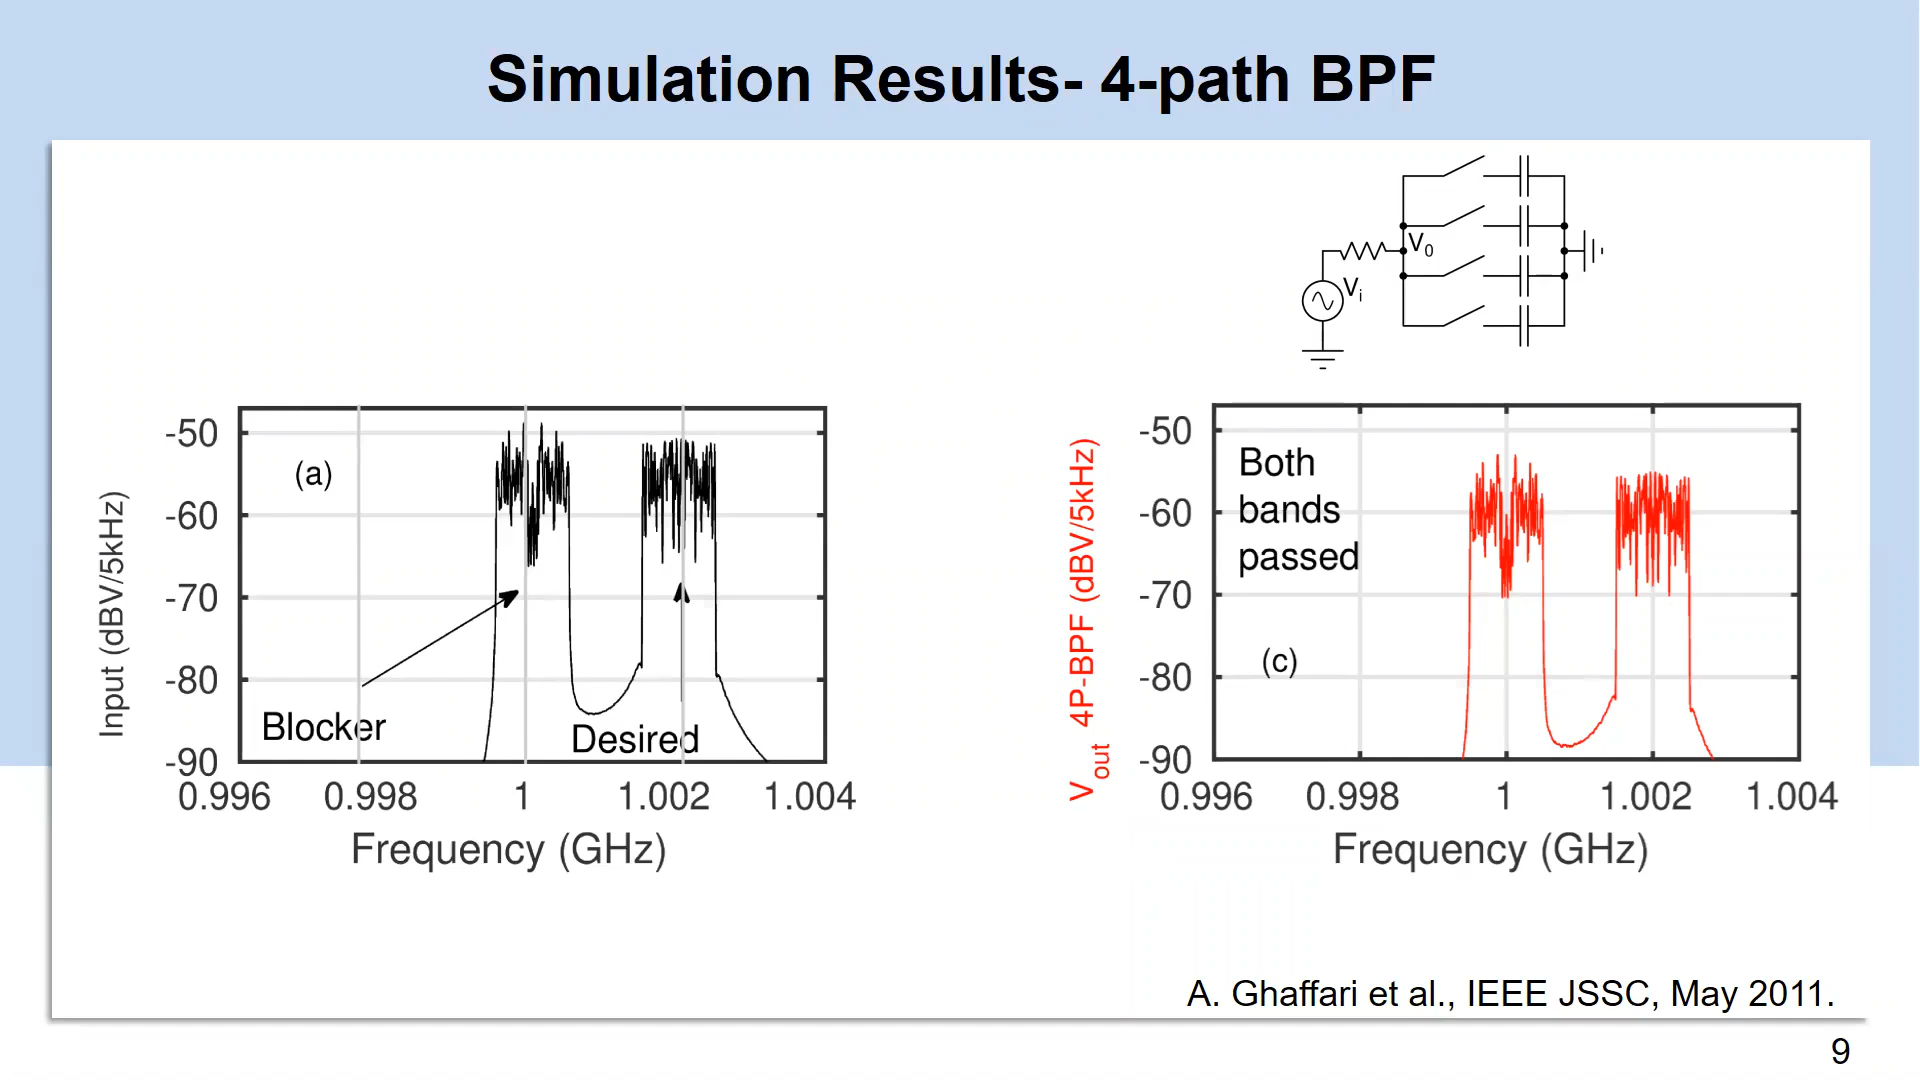 Simulation Results- 4-path BPF
V0
Vi
Input (dBV/5kHz)
-50
-60
-70
-80
-90
(a)
Blocker
Desired
0.996
0.998
1
1.002
1.004
Frequency (GHz)
Vout 4P-BPF (dBV/5kHz)
-50
-60
-70
-80
-90
Both
bands
passed
(c)
0.996
0.998
1
1.002
1.004
Frequency (GHz)
A. Ghaffari et al., IEEE JSSC, May 2011.
9